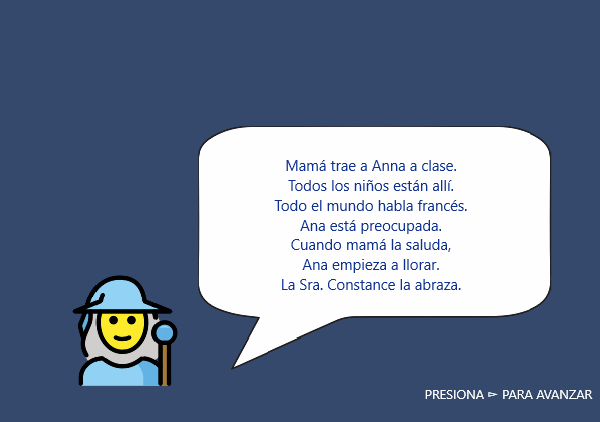 Mamá trae a Anna a clase.
Todos los niños están allí.
Todo el mundo habla francés.
Ana está preocupada.
Cuando mamá la saluda,
Ana empieza a llorar.
La Sra. Constance la abraza.
PRESIONA ► PARA AVANZAR